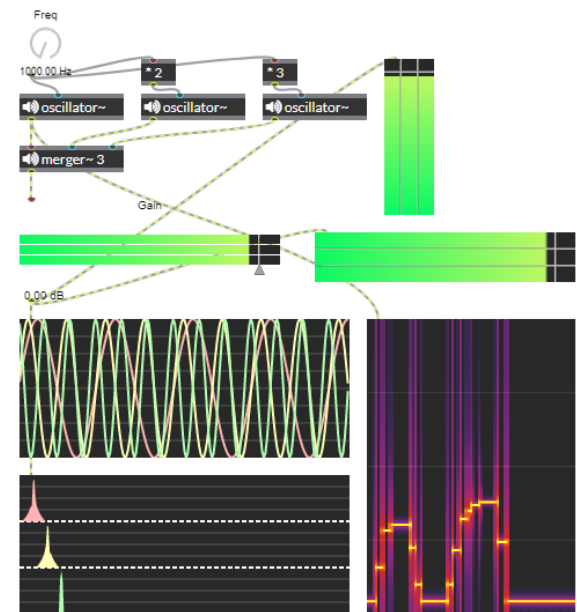 Freq
1000.00 Hz
* 2
* 3
oscillator~
oscillator~
oscillator~
merger~ 3
Gain
0.00 dB